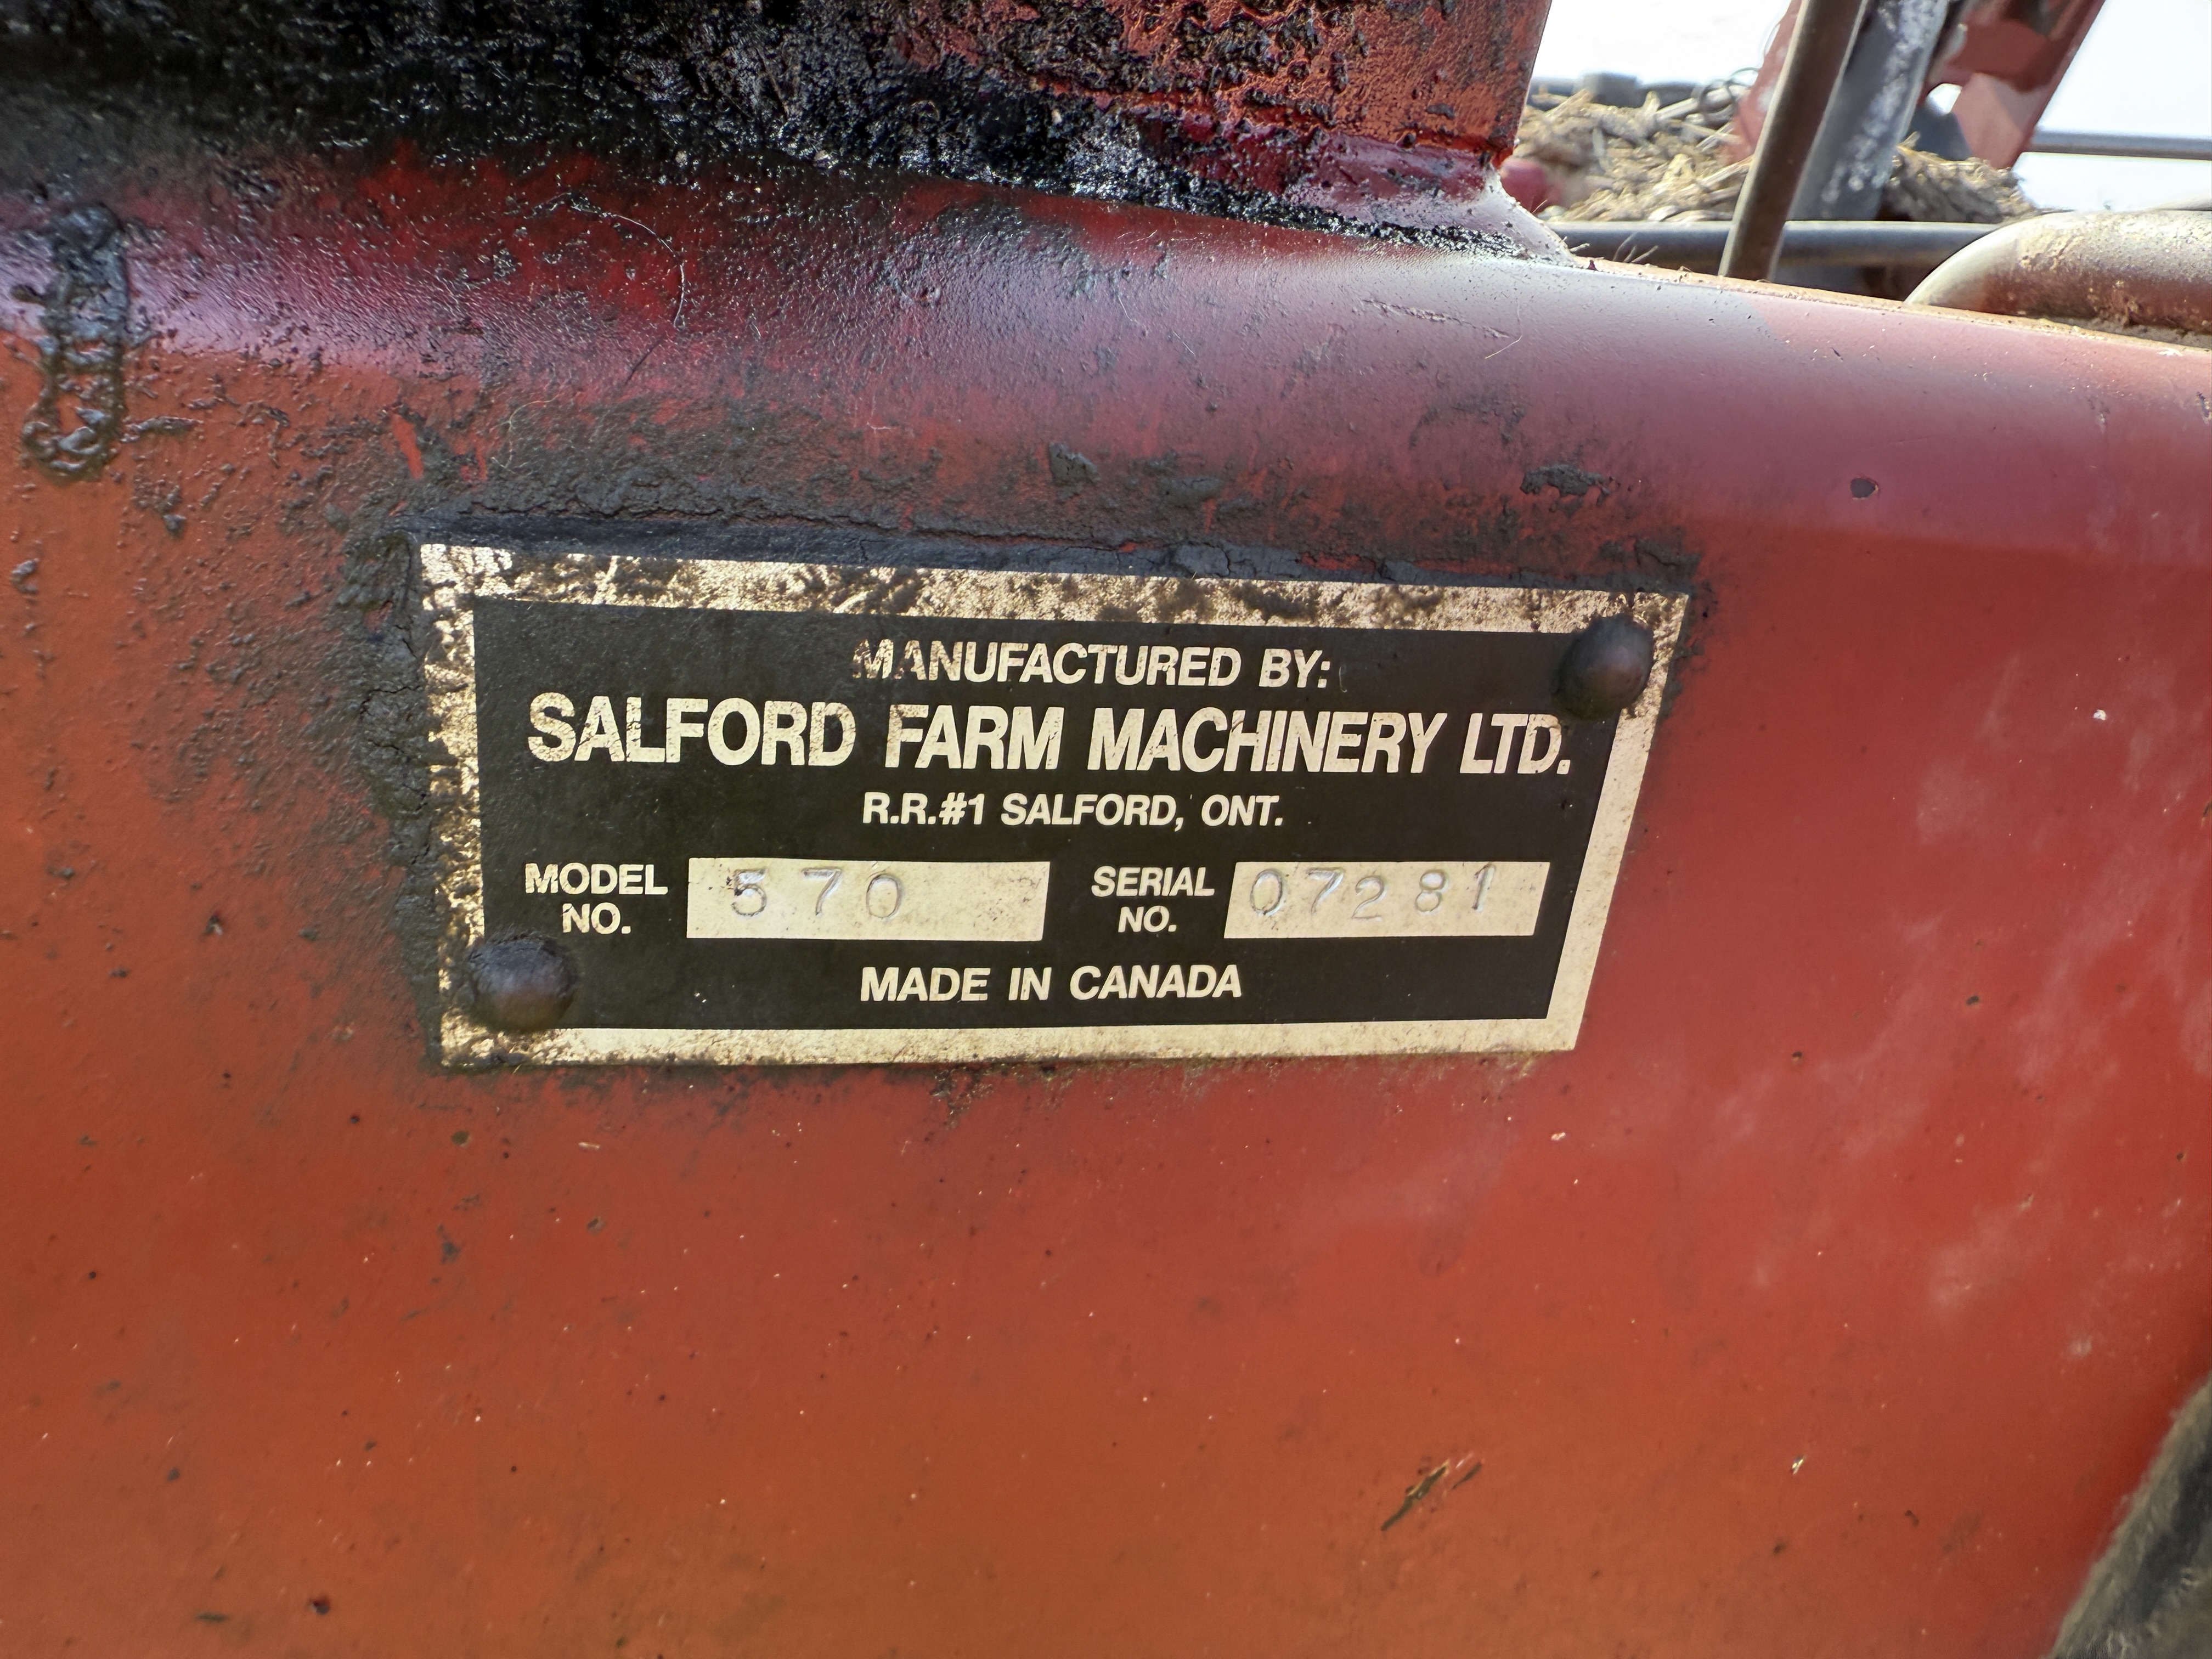 MANUFACTURED BY:
SALFORD FARM MACHINERY LTD.
R.R.#1 SALFORD, ONT.
MODEL NO. 570 SERIAL NO. 07281
MADE IN CANADA